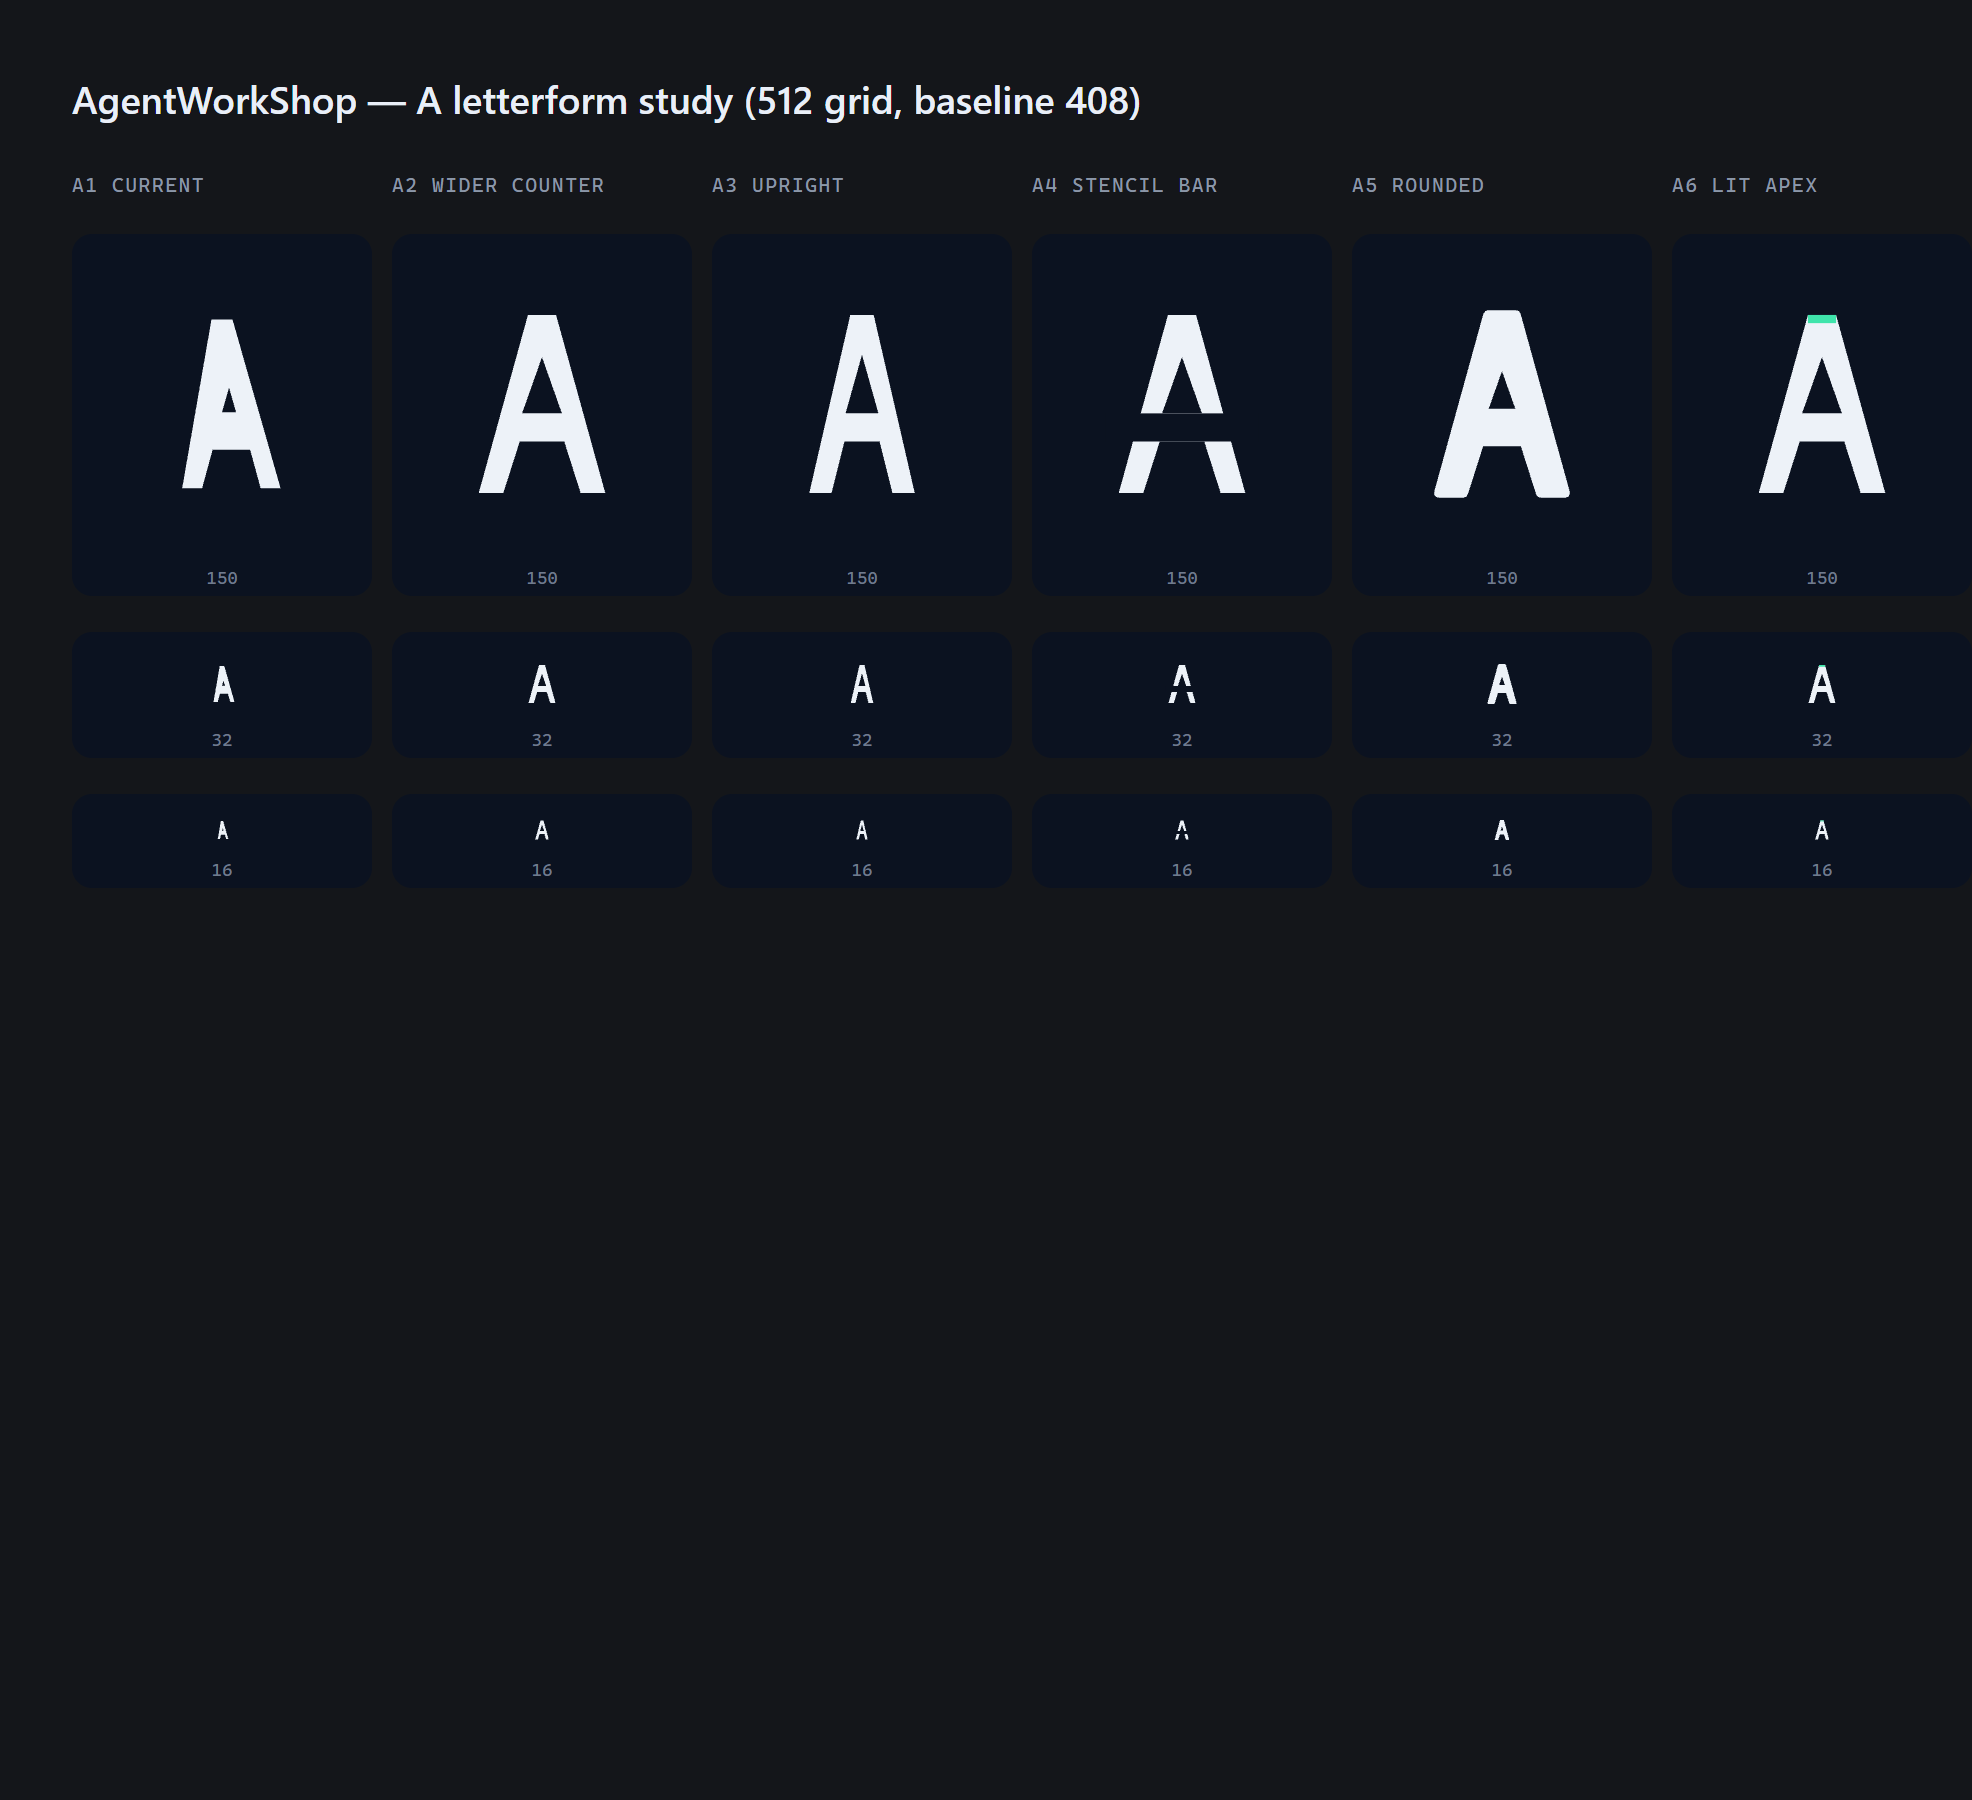 AgentWorkShop — A letterform study (512 grid, baseline 408)
A1 CURRENT A2 WIDER COUNTER A3 UPRIGHT A4 STENCIL BAR A5 ROUNDED A6 LIT APEX
A A A A A A
150 150 150 150 150 150
A A A A A A
32 32 32 32 32 32
A A A A A A
16 16 16 16 16 16